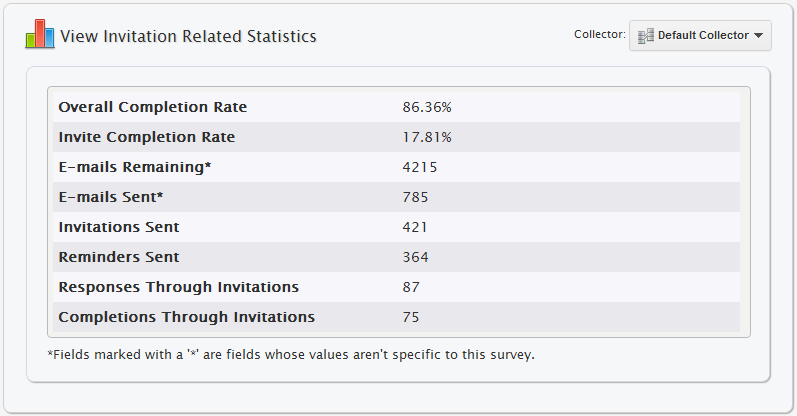 View Invitation Related Statistics
Collector: Default Collector
Overall Completion Rate 86.36%
Invite Completion Rate 17.81%
E-mails Remaining* 4215
E-mails Sent* 785
Invitations Sent 421
Reminders Sent 364
Responses Through Invitations 87
Completions Through Invitations 75
*Fields marked with a '*' are fields whose values aren't specific to this survey.